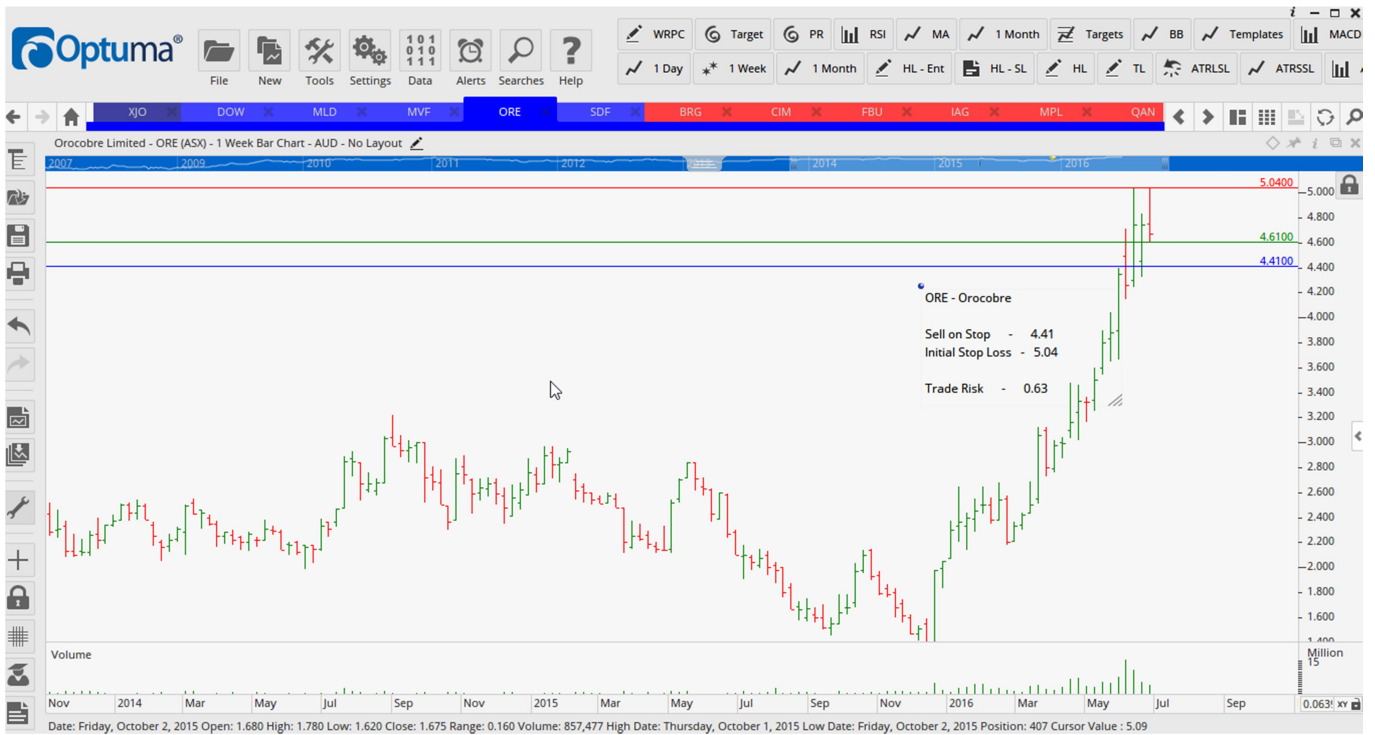 Optuma®
File New Tools Settings Data Alerts Searches Help
101
010
111
WRPC Target PR RSI MA 1 Month Targets BB Templates MACD
1 Day 1 Week 1 Month HL - Ent HL - SL HL TL ATRLSL ATRSSL
XJO DOW MLD MVF ORE SDF BRG CIM FBU IAG MPL QAN
Orocobre Limited - ORE (ASX) - 1 Week Bar Chart - AUD - No Layout
2007 2009 2010 2011 2012 2014 2015 2016
5.0400
5.000
4.800
4.6100
4.600
4.4100
4.400
4.200
ORE - Orocobre
4.000
Sell on Stop - 4.41
3.800
Initial Stop Loss - 5.04
3.600
Trade Risk - 0.63
3.400
3.200
3.000
2.800
2.600
2.400
2.200
2.000
1.800
1.600
1.400
Volume
Million
15
Nov 2014 Mar May Jul Sep Nov 2015 Mar May Jul Sep Nov 2016 Mar May Jul Sep
XY
Date: Friday, October 2, 2015 Open: 1.680 High: 1.780 Low: 1.620 Close: 1.675 Range: 0.160 Volume: 857,477 High Date: Thursday, October 1, 2015 Low Date: Friday, October 2, 2015 Position: 407 Cursor Value : 5.09